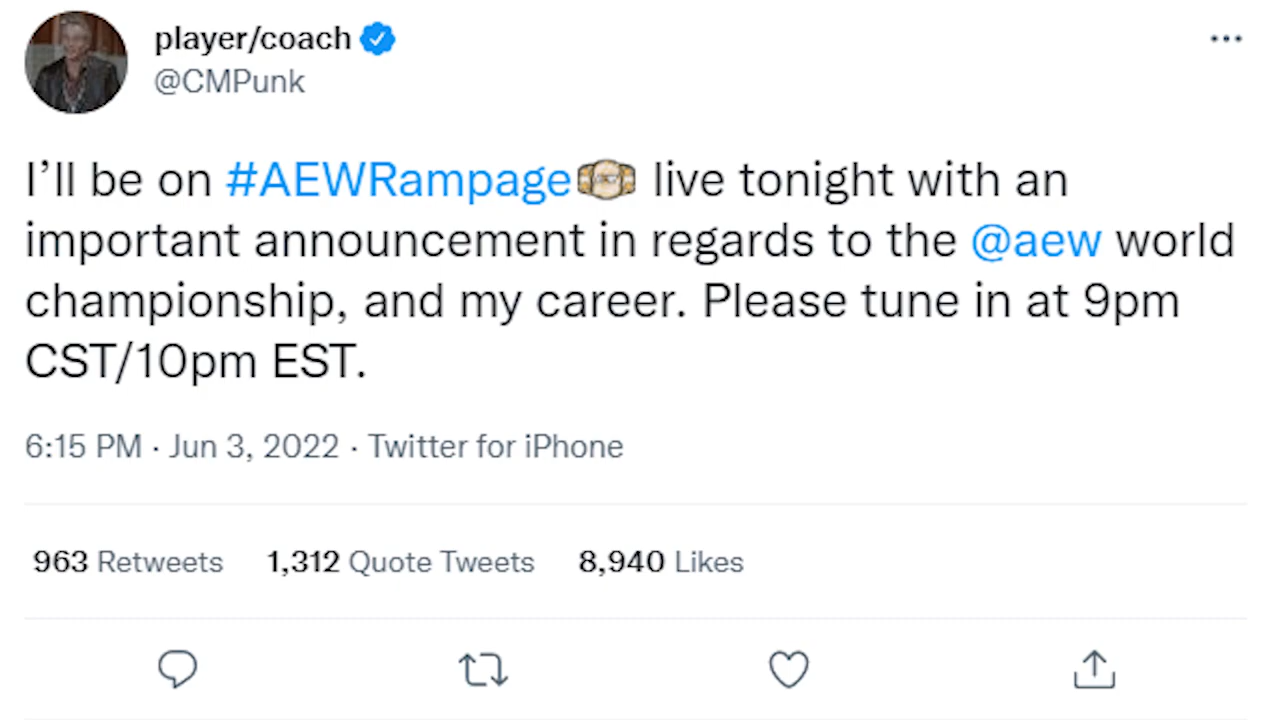 player/coach
@CMPunk
I’ll be on #AEWRampage live tonight with an
important announcement in regards to the @aew world
championship, and my career. Please tune in at 9pm
CST/10pm EST.
6:15 PM · Jun 3, 2022 · Twitter for iPhone
963 Retweets 1,312 Quote Tweets 8,940 Likes